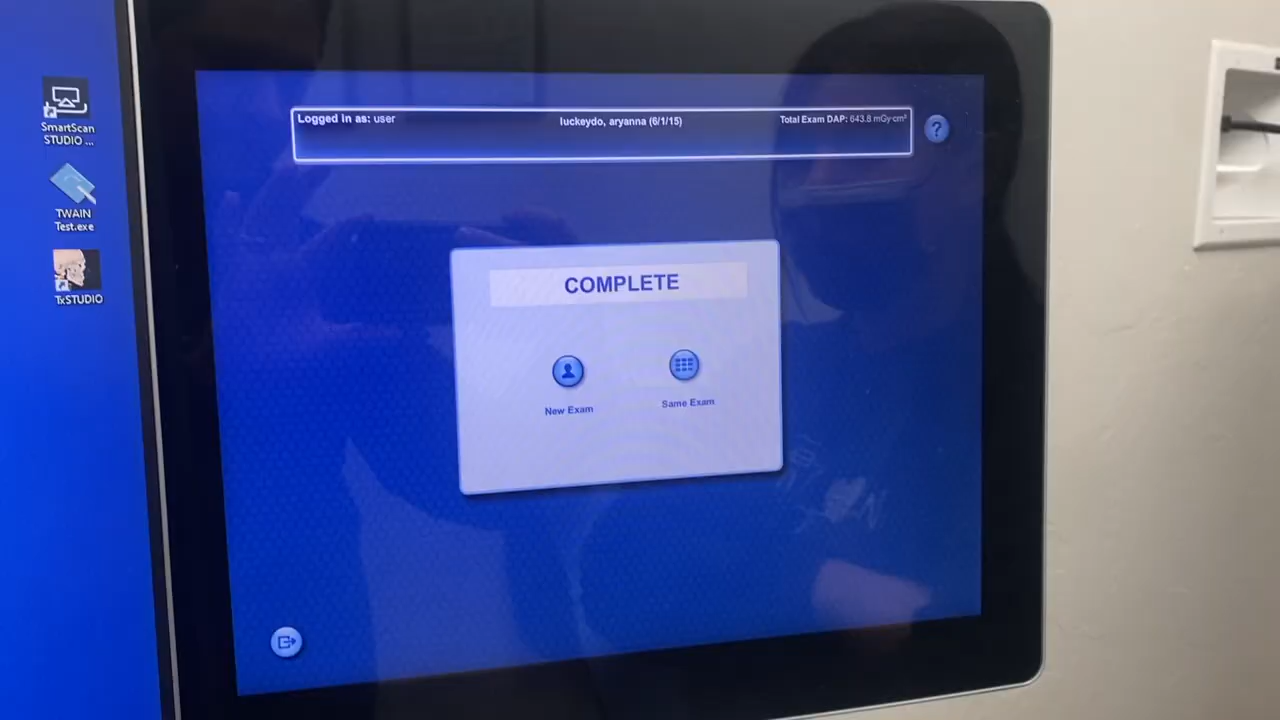 SmartScan
STUDIO ...
TWAIN
Test.exe
TxSTUDIO
Logged in as: user
luckeydo, aryanna (6/1/15)
Total Exam DAP: 643.8 mGy·cm²
?
COMPLETE
New Exam
Same Exam